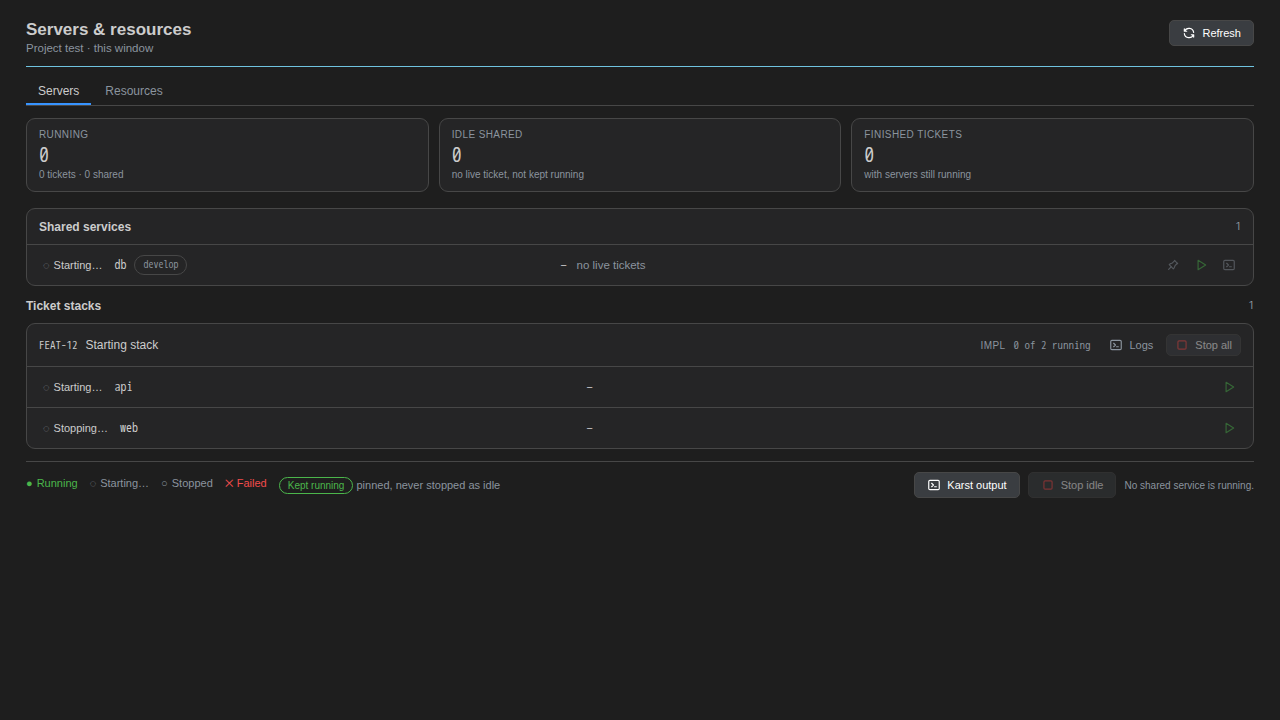 Servers & resources
Project test · this window
Refresh
Servers
Resources
RUNNING
0
0 tickets · 0 shared
IDLE SHARED
0
no live ticket, not kept running
FINISHED TICKETS
0
with servers still running
Shared services
1
Starting… db develop – no live tickets
Ticket stacks
1
FEAT-12 Starting stack IMPL 0 of 2 running Logs Stop all
Starting… api –
Stopping… web –
Running Starting… Stopped Failed Kept running pinned, never stopped as idle
Karst output Stop idle No shared service is running.